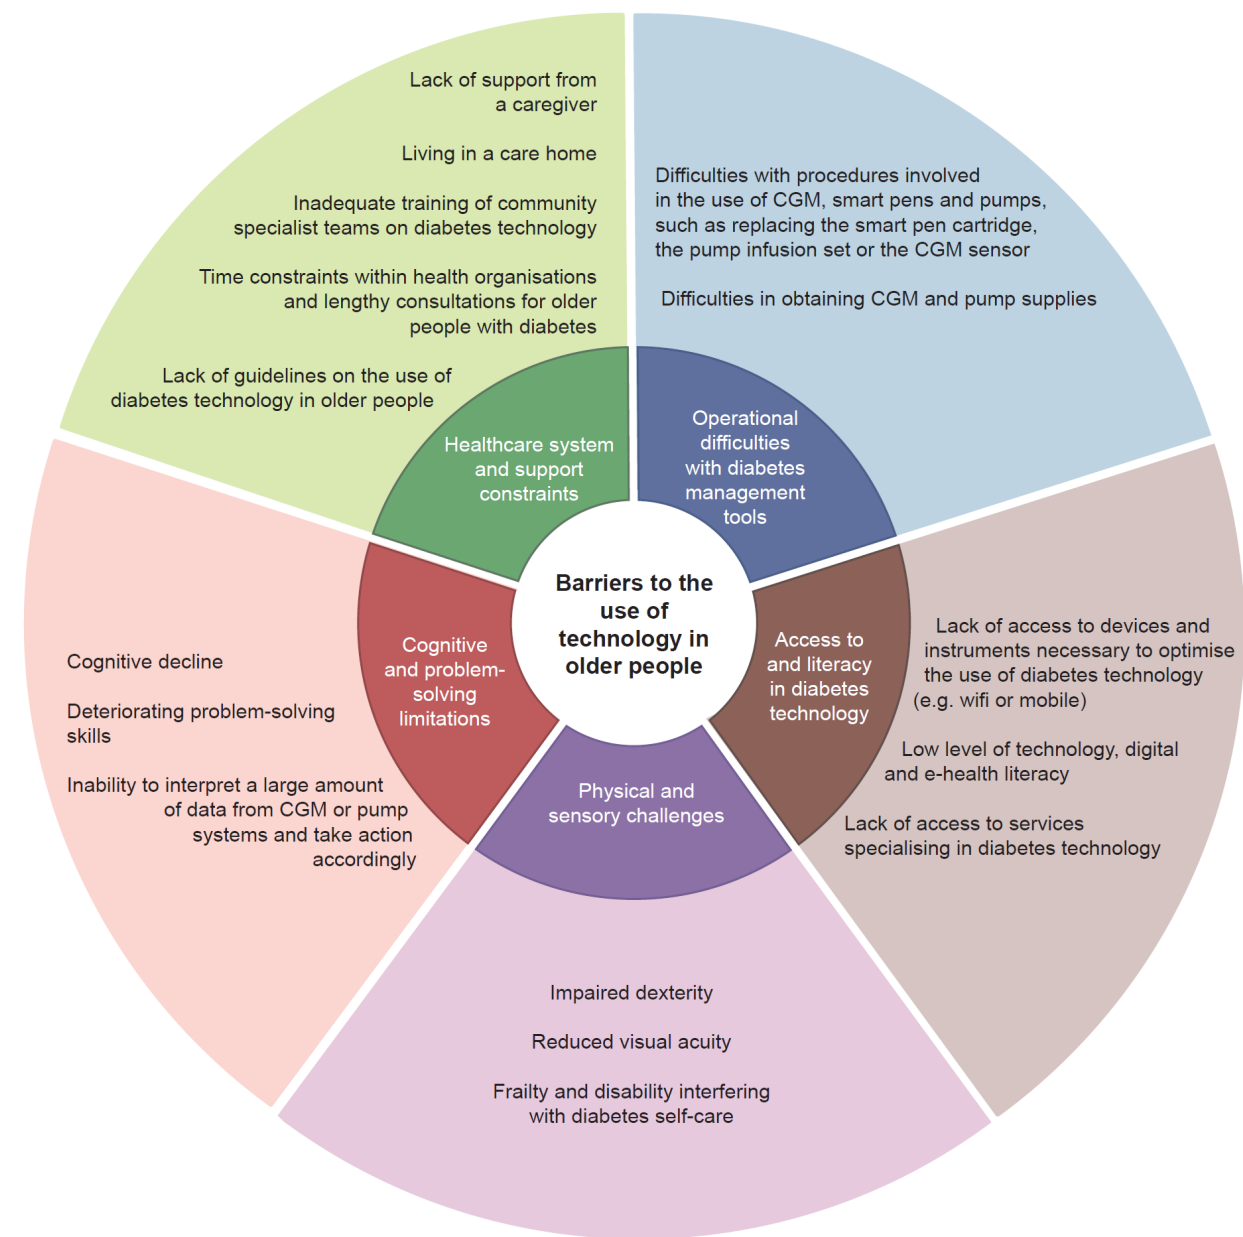 Lack of support from
a caregiver
Living in a care home
Inadequate training of community
specialist teams on diabetes technology
Time constraints within health organisations
and lengthy consultations for older
people with diabetes
Lack of guidelines on the use of
diabetes technology in older people
Healthcare system
and support
constraints
Difficulties with procedures involved
in the use of CGM, smart pens and pumps,
such as replacing the smart pen cartridge,
the pump infusion set or the CGM sensor
Difficulties in obtaining CGM and pump supplies
Operational
difficulties
with diabetes
management
tools
Barriers to the
use of
technology in
older people
Cognitive
and problem-
solving
limitations
Cognitive decline
Deteriorating problem-solving
skills
Inability to interpret a large amount
of data from CGM or pump
systems and take action
accordingly
Access to
and literacy
in diabetes
technology
Lack of access to devices and
instruments necessary to optimise
the use of diabetes technology
(e.g. wifi or mobile)
Low level of technology, digital
and e-health literacy
Lack of access to services
specialising in diabetes technology
Physical and
sensory challenges
Impaired dexterity
Reduced visual acuity
Frailty and disability interfering
with diabetes self-care